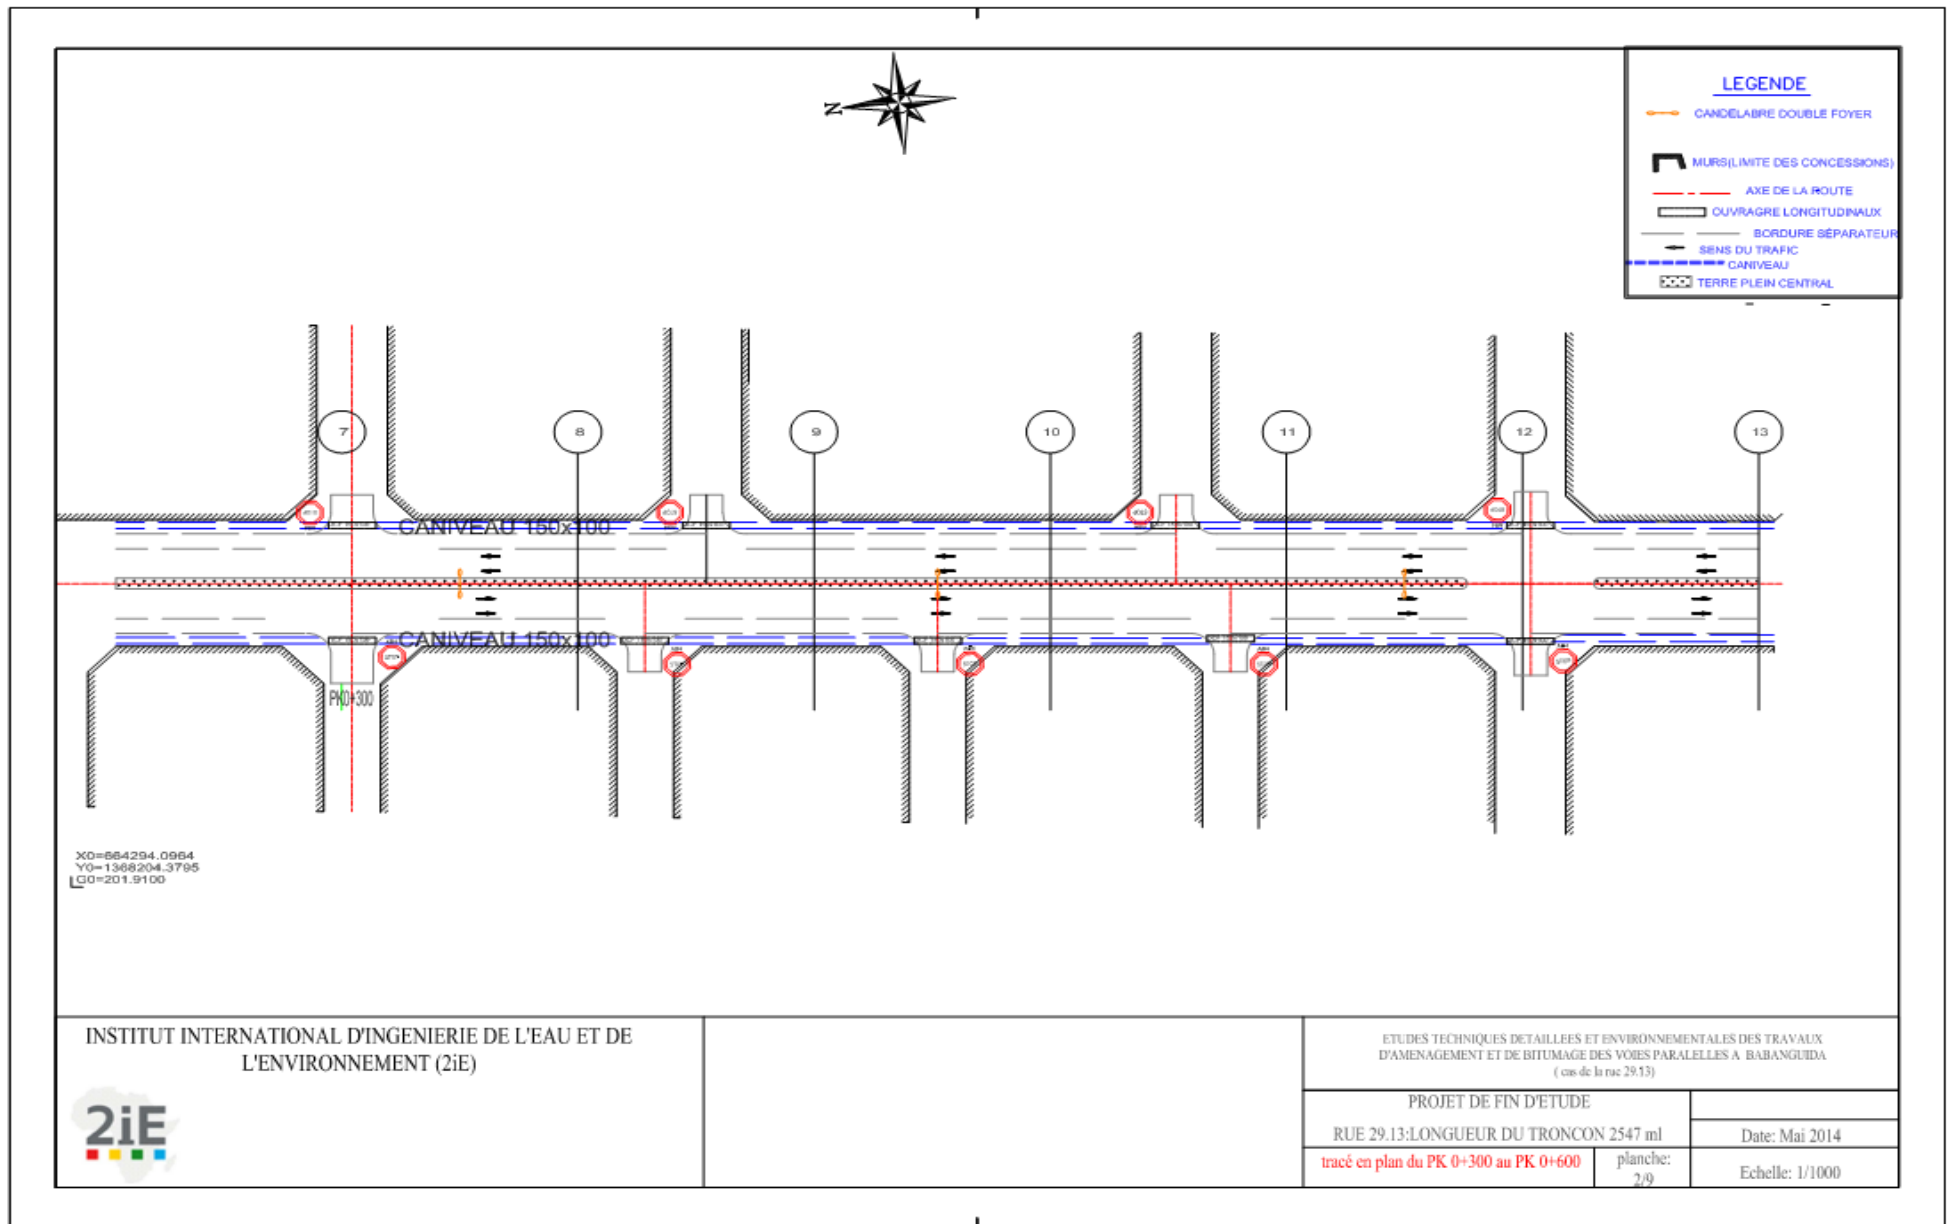 N
LEGENDE
CANDELABRE DOUBLE FOYER
MURS(LIMITE DES CONCESSIONS)
AXE DE LA ROUTE
OUVRAGRE LONGITUDINAUX
BORDURE SÉPARATEUR
SENS DU TRAFIC
CANIVEAU
TERRE PLEIN CENTRAL
7
8
9
10
11
12
13
CANIVEAU 150x100
CANIVEAU 150x100
PK0+300
X0=664294.0964
Y0=1368204.3795
G0=201.9100
INSTITUT INTERNATIONAL D'INGENIERIE DE L'EAU ET DE
L'ENVIRONNEMENT (2iE)
2iE
ETUDES TECHNIQUES DETAILLEES ET ENVIRONNEMENTALES DES TRAVAUX
D'AMENAGEMENT ET DE BITUMAGE DES VOIES PARALELLES A BABANGUIDA
( cas de la rue 29.13)
PROJET DE FIN D'ETUDE
RUE 29.13:LONGUEUR DU TRONCON 2547 ml
Date: Mai 2014
tracé en plan du PK 0+300 au PK 0+600
planche:
2/9
Echelle: 1/1000